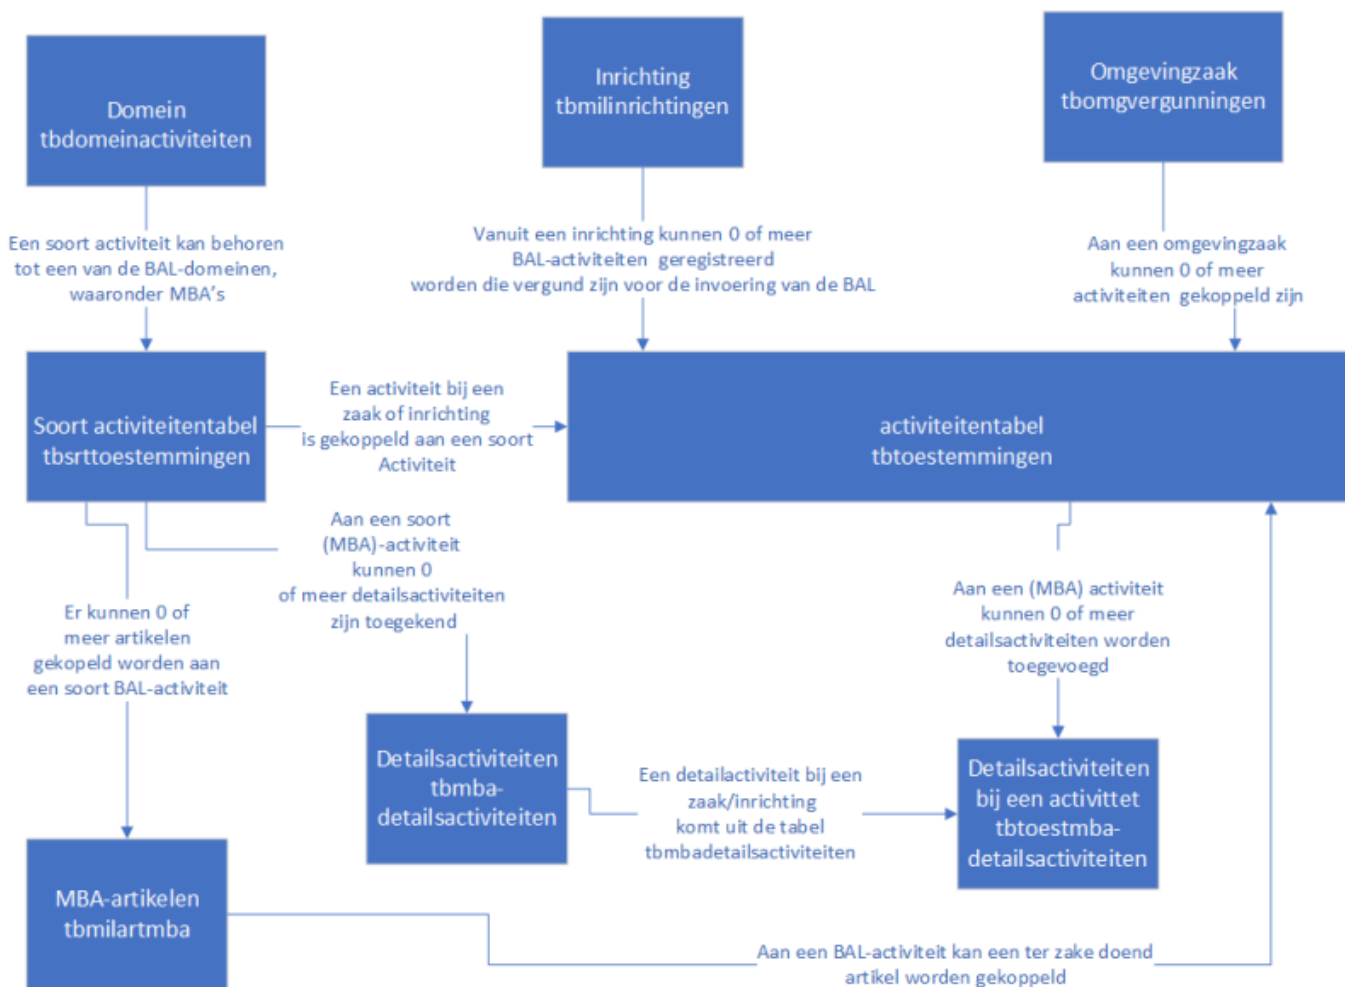 Domein
tbdomeinactiviteiten
Inrichting
tbmilinrichtingen
Omgevingzaak
tbomgvergunningen
Een soort activiteit kan behoren
tot een van de BAL-domeinen,
waaronder MBA's
Vanuit een inrichting kunnen 0 of meer
BAL-activiteiten geregistreerd
worden die vergund zijn voor de invoering van de BAL
Aan een omgevingzaak
kunnen 0 of meer
activiteiten gekoppeld zijn
Soort activiteitentabel
tbsrttoestemmingen
Een activiteit bij een
zaak of inrichting
is gekoppeld aan een soort
Activiteit
activiteitentabel
tbtoestemmingen
Aan een soort
(MBA)-activiteit
kunnen 0
of meer detailsactiviteiten
zijn toegekend
Er kunnen 0 of
meer artikelen
gekopeld worden aan
een soort BAL-activiteit
Aan een (MBA) activiteit
kunnen 0 of meer
detailsactiviteiten worden
toegevoegd
Detailsactiviteiten
tbmba-
detailsactiviteiten
Een detailactiviteit bij een
zaak/inrichting
komt uit de tabel
tbmbadetailsactiviteiten
Detailsactiviteiten
bij een activittet
tbtoestmba-
detailsactiviteiten
MBA-artikelen
tbmilartmba
Aan een BAL-activiteit kan een ter zake doend
artikel worden gekoppeld